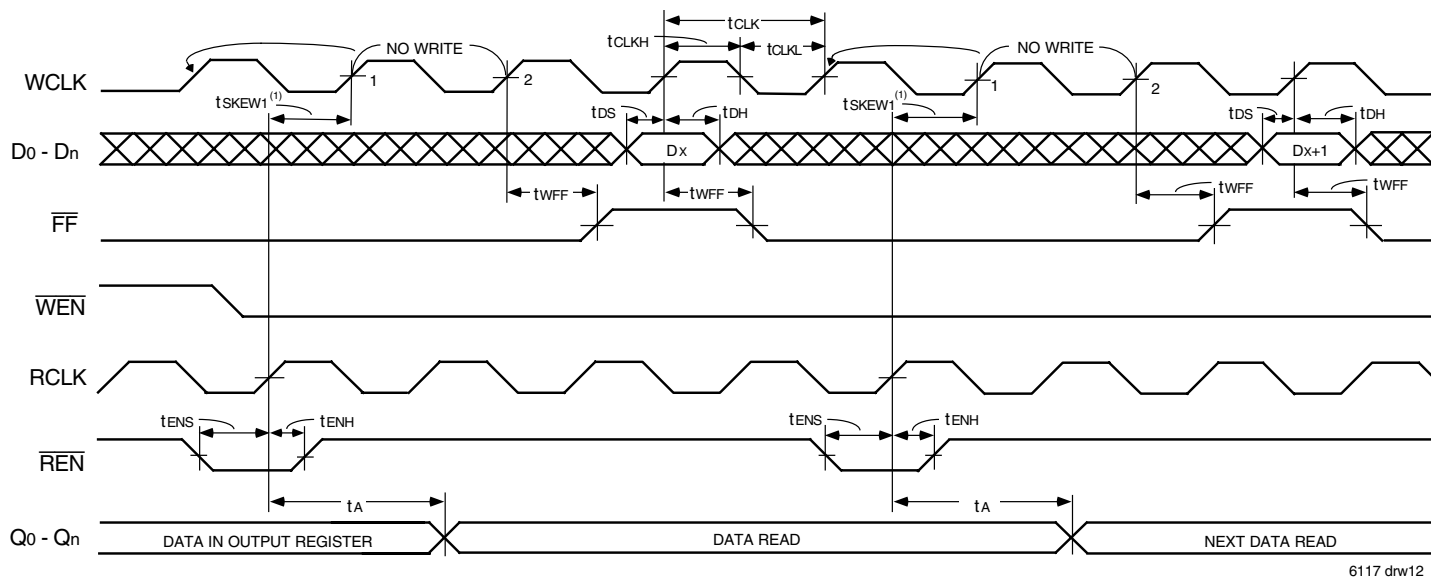 tCLK
tCLKH tCLKL
NO WRITE NO WRITE
WCLK 1 2 1 2
tSKEW1(1) tDS tDH tSKEW1(1) tDS tDH
D0 - Dn Dx Dx+1
tWFF tWFF tWFF tWFF
FF
WEN
RCLK
tENS tENH tENS tENH
REN
tA tA
Q0 - Qn DATA IN OUTPUT REGISTER DATA READ NEXT DATA READ
6117 drw12